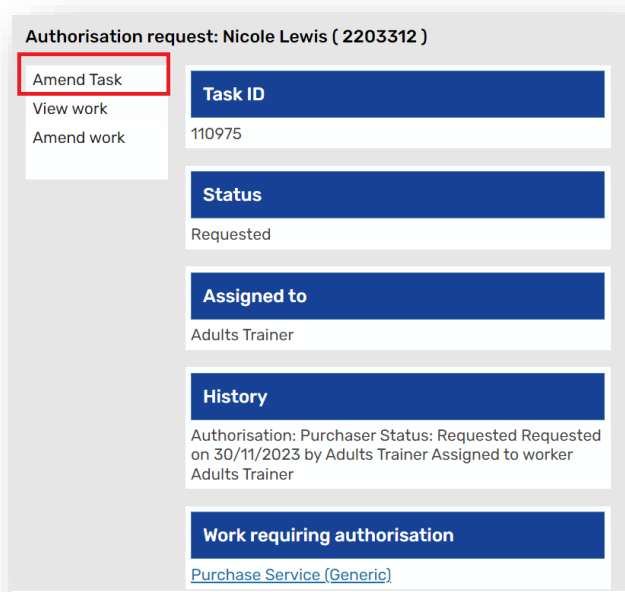 Authorisation request: Nicole Lewis ( 2203312 )
Amend Task
View work
Amend work
Task ID
110975
Status
Requested
Assigned to
Adults Trainer
History
Authorisation: Purchaser Status: Requested Requested
on 30/11/2023 by Adults Trainer Assigned to worker
Adults Trainer
Work requiring authorisation
Purchase Service (Generic)